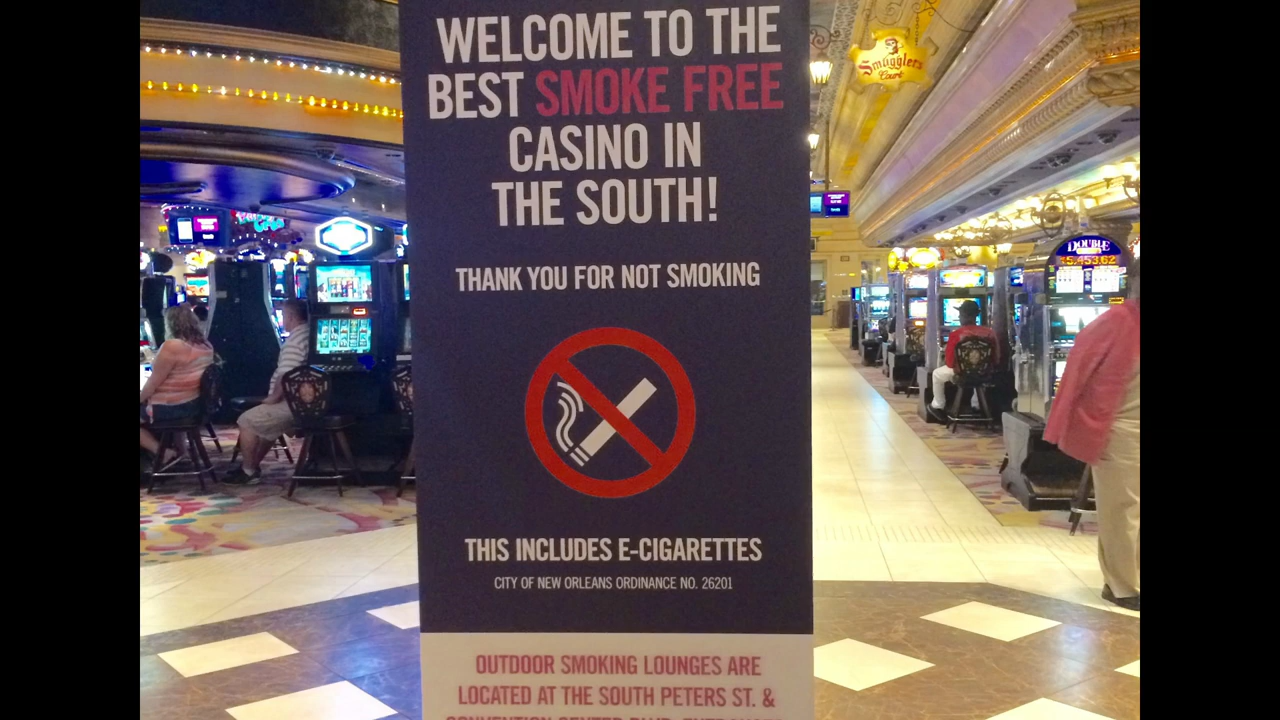 WELCOME TO THE
BEST SMOKE FREE
CASINO IN
THE SOUTH!
THANK YOU FOR NOT SMOKING
THIS INCLUDES E-CIGARETTES
CITY OF NEW ORLEANS ORDINANCE NO. 26201
OUTDOOR SMOKING LOUNGES ARE
LOCATED AT THE SOUTH PETERS ST. &
Smugglers
Court
DOUBLE